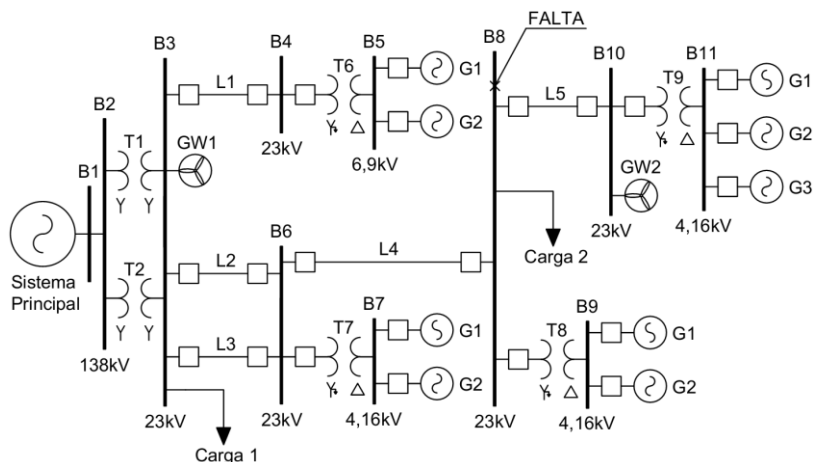 FALTA
B8
B3
B4
B5
B10
B11
T6
G1
T9
G1
L1
L5
B2
T1
GW1
G2
G2
Y
Δ
Y
Δ
B1
23kV
6,9kV
GW2
G3
Y
Y
B6
L4
23kV
4,16kV
Carga 2
Sistema
Principal
T2
L2
B7
B9
T7
G1
T8
G1
L3
Y
Y
G2
G2
Y
Δ
Y
Δ
138kV
23kV
23kV
4,16kV
23kV
4,16kV
Carga 1